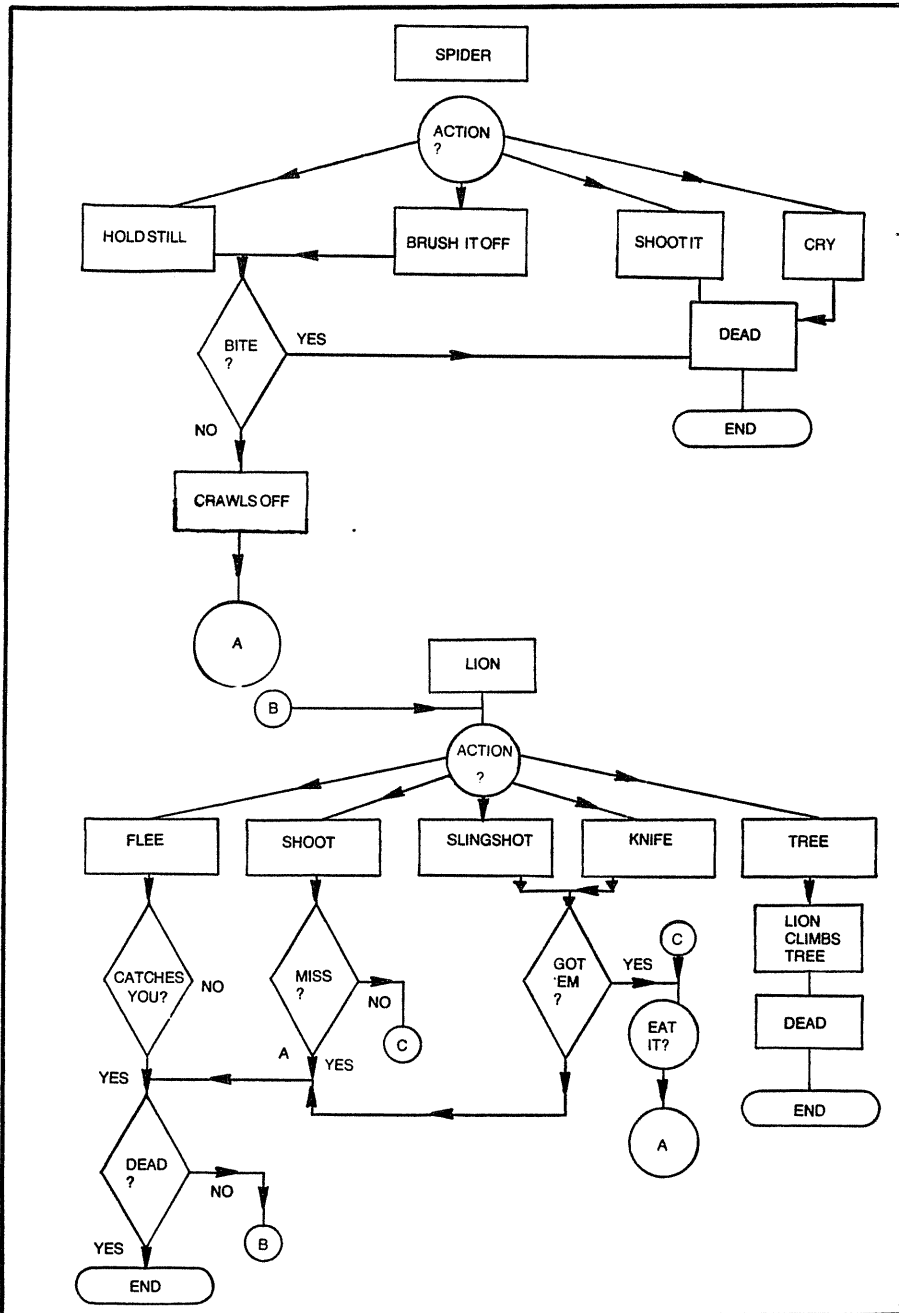 SPIDER
ACTION
?
HOLD STILL
BRUSH IT OFF
SHOOT IT
CRY
BITE
?
YES
DEAD
NO
END
CRAWLS OFF
A
LION
B
ACTION
?
FLEE
SHOOT
SLINGSHOT
KNIFE
TREE
LION
CLIMBS
TREE
CATCHES
YOU?
NO
MISS
?
NO
C
GOT
'EM
?
YES
C
EAT
IT?
DEAD
A
YES
YES
END
A
DEAD
?
NO
B
YES
END